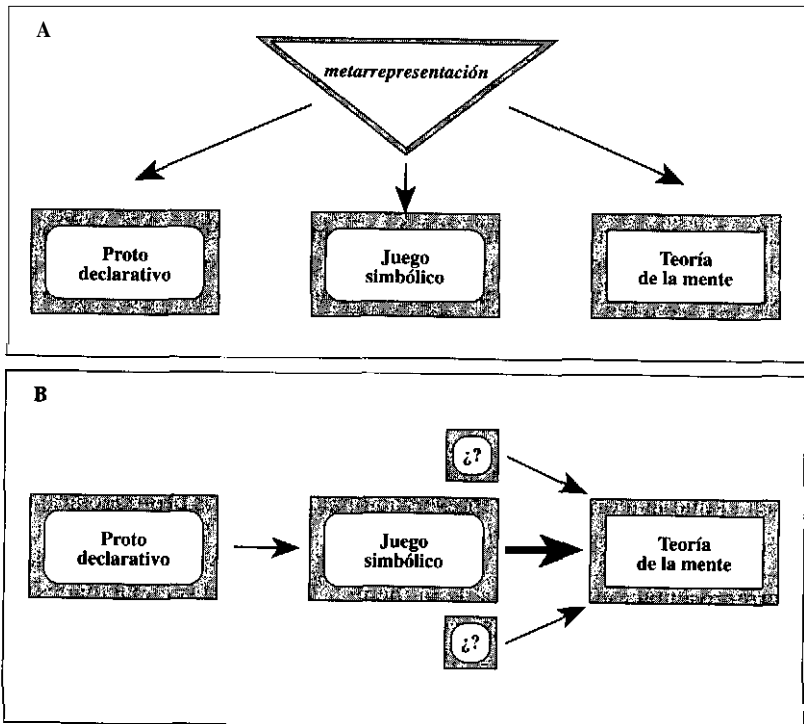 A
metarrepresentación
Proto
declarativo
Juego
simbólico
Teoría
de la mente
B
¿?
Proto
declarativo
Juego
simbólico
Teoría
de la mente
¿?